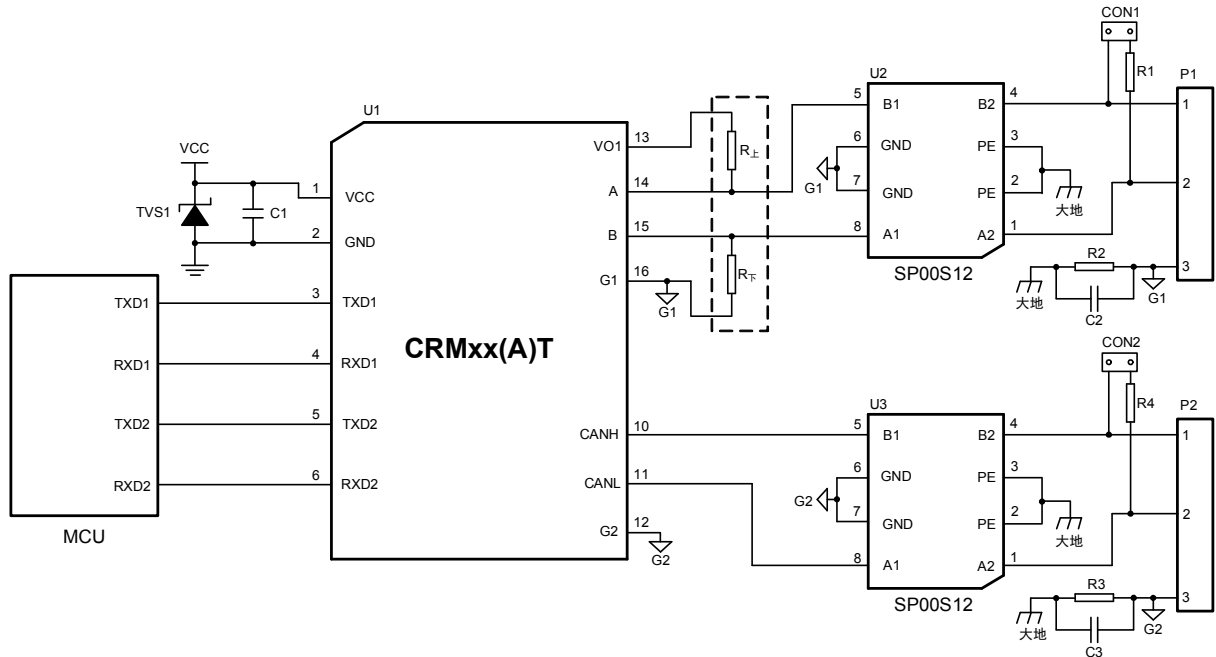 CON1
U2
R1
P1
U1
5
B1
B2
4
1
13
VO1
R上
6
GND
PE
3
VCC
G1
14
A
7
GND
PE
2
大地
2
1
VCC
TVS1
C1
B
15
8
A1
A2
1
2
GND
G1
16
G1
R下
SP00S12
R2
3
大地
G1
C2
TXD1
3
TXD1
CRMxx(A)T
RXD1
4
RXD1
CON2
U3
R4
P2
TXD2
5
TXD2
CANH
10
5
B1
B2
4
1
RXD2
6
RXD2
CANL
11
6
GND
PE
3
G2
7
GND
PE
2
大地
2
MCU
G2
12
G2
8
A1
A2
1
SP00S12
R3
3
大地
G2
C3